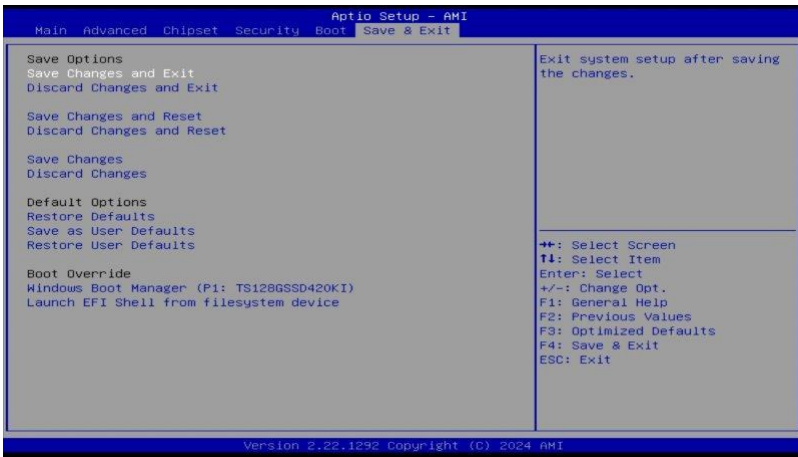 Aptio Setup - AMI
Main Advanced Chipset Security Boot Save & Exit
Save Options
Save Changes and Exit
Discard Changes and Exit
Save Changes and Reset
Discard Changes and Reset
Save Changes
Discard Changes
Default Options
Restore Defaults
Save as User Defaults
Restore User Defaults
Boot Override
Windows Boot Manager (P1: TS128GSSD420KI)
Launch EFI Shell from filesystem device
Exit system setup after saving
the changes.
→←: Select Screen
↑↓: Select Item
Enter: Select
+/-: Change Opt.
F1: General Help
F2: Previous Values
F3: Optimized Defaults
F4: Save & Exit
ESC: Exit
Version 2.22.1292 Copyright (C) 2024 AMI